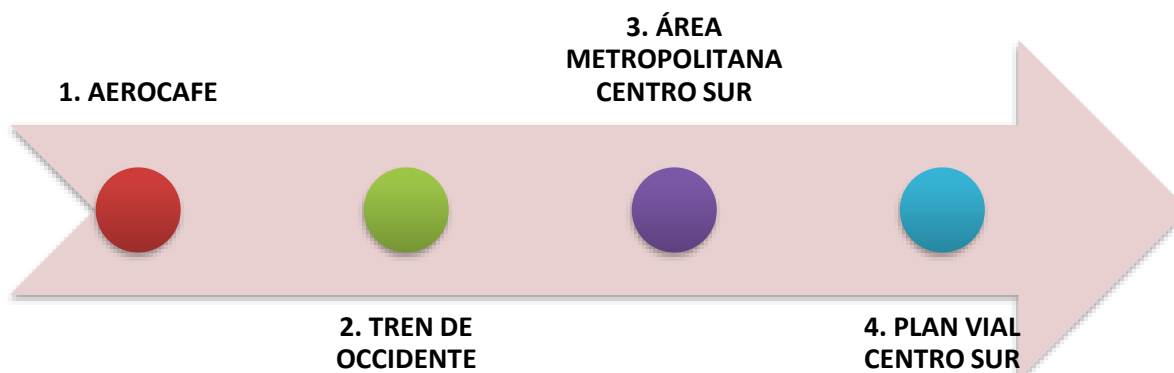 1. AEROCAFE
2. TREN DE
OCCIDENTE
3. ÁREA
METROPOLITANA
CENTRO SUR
4. PLAN VIAL
CENTRO SUR